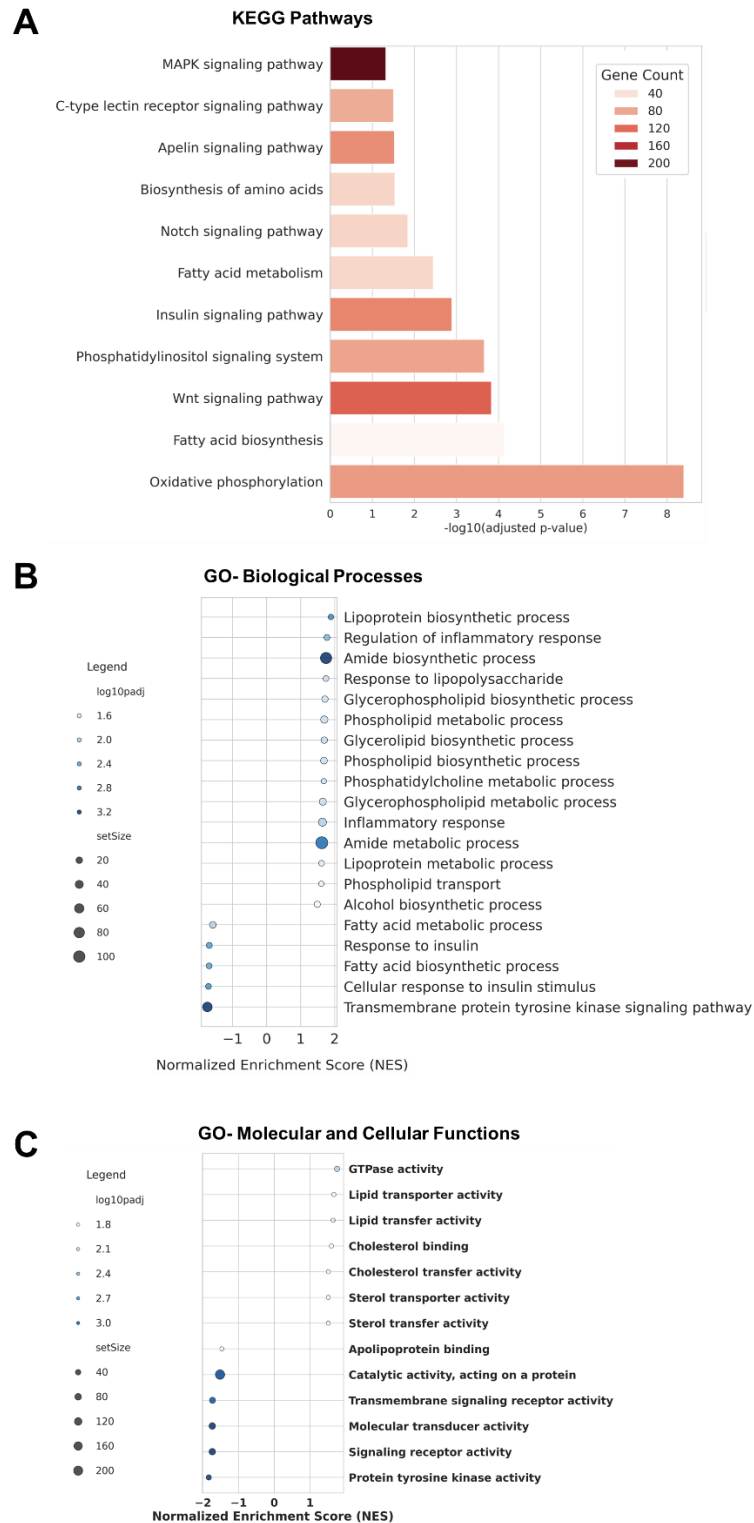 A
KEGG Pathways
MAPK signaling pathway
C-type lectin receptor signaling pathway
Apelin signaling pathway
Biosynthesis of amino acids
Notch signaling pathway
Fatty acid metabolism
Insulin signaling pathway
Phosphatidylinositol signaling system
Wnt signaling pathway
Fatty acid biosynthesis
Oxidative phosphorylation
Gene Count
40
80
120
160
200
0 1 2 3 4 5 6 7 8
-log10(adjusted p-value)
B
GO- Biological Processes
Legend
log10padj
1.6
2.0
2.4
2.8
3.2
setSize
20
40
60
80
100
Lipoprotein biosynthetic process
Regulation of inflammatory response
Amide biosynthetic process
Response to lipopolysaccharide
Glycerophospholipid biosynthetic process
Phospholipid metabolic process
Glycerolipid biosynthetic process
Phospholipid biosynthetic process
Phosphatidylcholine metabolic process
Glycerophospholipid metabolic process
Inflammatory response
Amide metabolic process
Lipoprotein metabolic process
Phospholipid transport
Alcohol biosynthetic process
Fatty acid metabolic process
Response to insulin
Fatty acid biosynthetic process
Cellular response to insulin stimulus
Transmembrane protein tyrosine kinase signaling pathway
−1 0 1 2
Normalized Enrichment Score (NES)
C
GO- Molecular and Cellular Functions
Legend
log10padj
1.8
2.1
2.4
2.7
3.0
setSize
40
80
120
160
200
GTPase activity
Lipid transporter activity
Lipid transfer activity
Cholesterol binding
Cholesterol transfer activity
Sterol transporter activity
Sterol transfer activity
Apolipoprotein binding
Catalytic activity, acting on a protein
Transmembrane signaling receptor activity
Molecular transducer activity
Signaling receptor activity
Protein tyrosine kinase activity
−2 −1 0 1
Normalized Enrichment Score (NES)